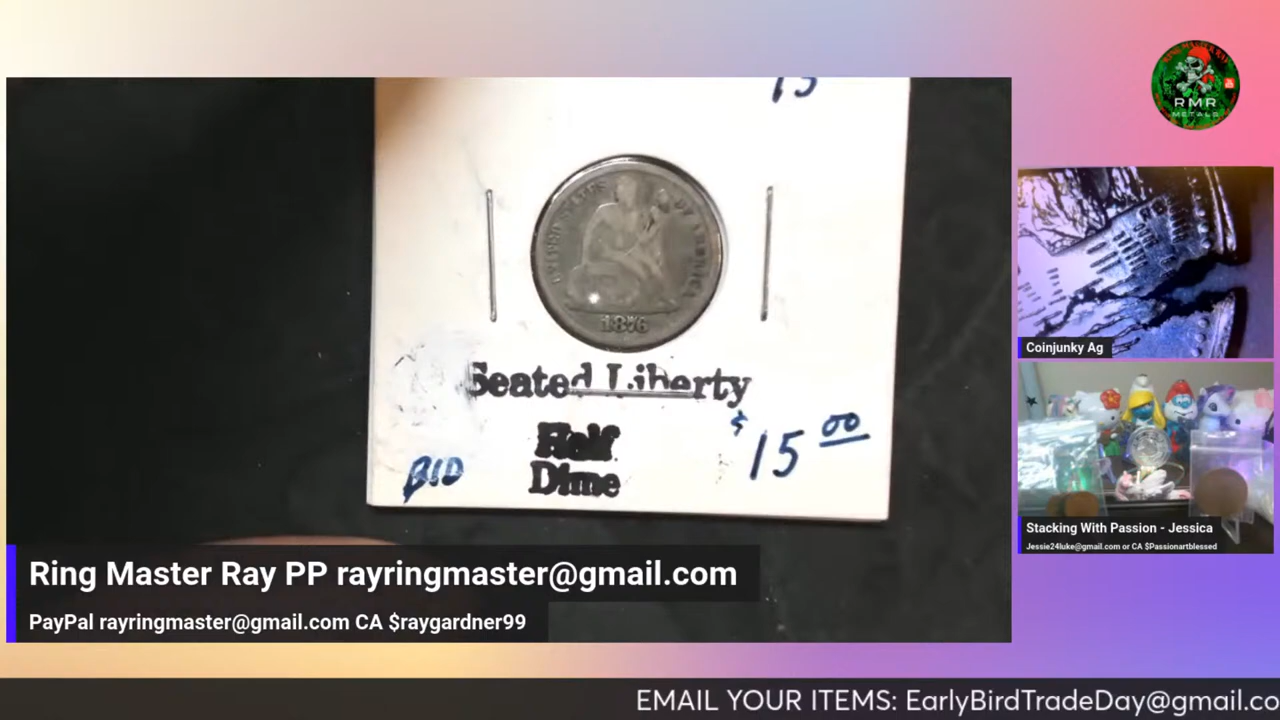 15
UNITED STATES OF AMERICA
1876
Seated Liberty
Half
Dime
BID
$15.00
RMR
METALS
Coinjunky Ag
Stacking With Passion - Jessica
Jessie24luke@gmail.com or CA $Passionartblessed
Ring Master Ray PP rayringmaster@gmail.com
PayPal rayringmaster@gmail.com CA $raygardner99
EMAIL YOUR ITEMS: EarlyBirdTradeDay@gmail.co